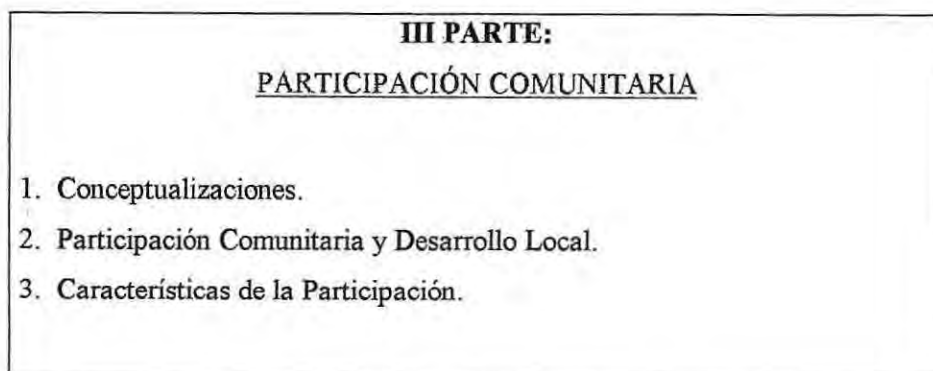 III PARTE:
PARTICIPACIÓN COMUNITARIA
1. Conceptualizaciones.
2. Participación Comunitaria y Desarrollo Local.
3. Características de la Participación.